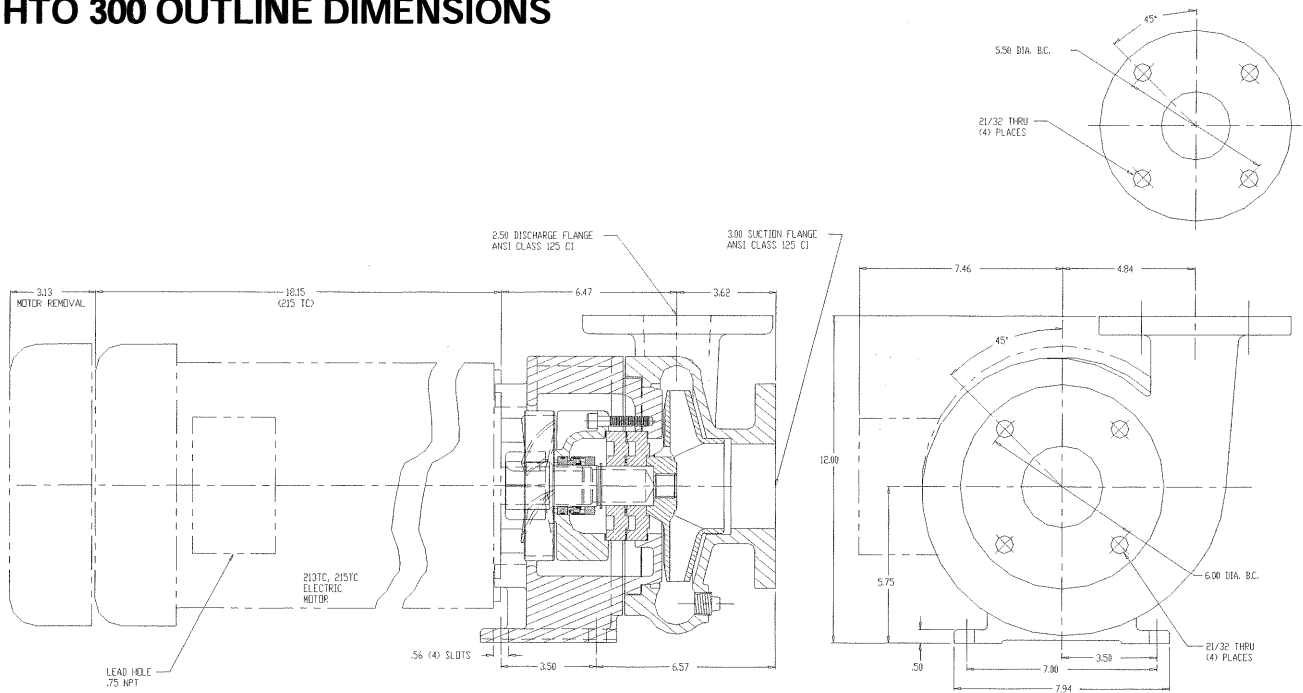 HTO 300 OUTLINE DIMENSIONS
45°
5.50 DIA. B.C.
21/32 THRU
(4) PLACES
2.50 DISCHARGE FLANGE
ANSI CLASS 125 CI
3.00 SUCTION FLANGE
ANSI CLASS 125 CI
3.13
MOTOR REMOVAL
18.15
(215 TC)
6.47
3.62
7.46
4.84
45°
12.00
5.75
213TC, 215TC
ELECTRIC
MOTOR
6.00 DIA. B.C.
.56 (4) SLOTS
3.50
6.57
.50
3.50
7.00
7.94
21/32 THRU
(4) PLACES
LEAD HOLE
.75 NPT